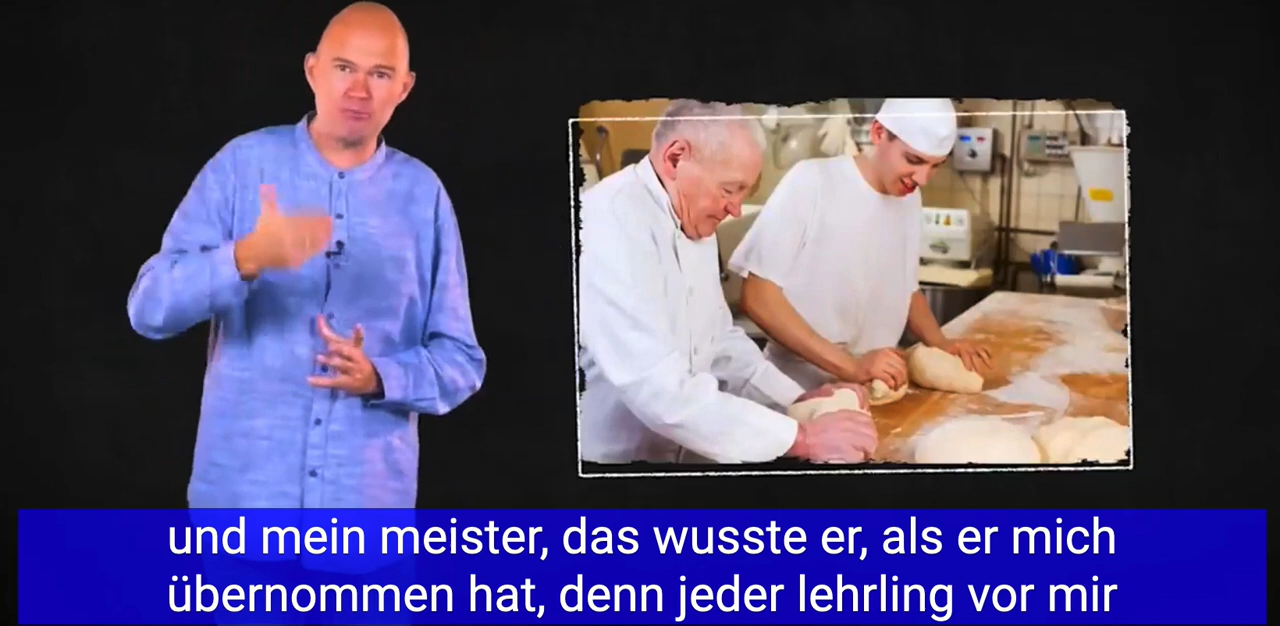 und mein meister, das wusste er, als er mich
übernommen hat, denn jeder lehrling vor mir